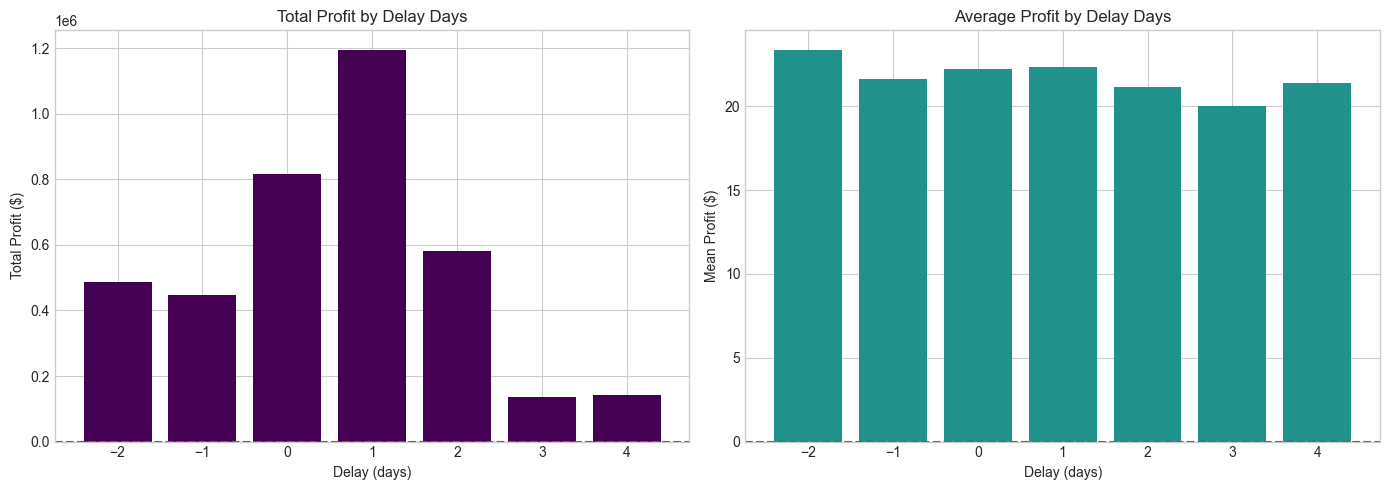 Total Profit by Delay Days
1e6
1.2
1.0
0.8
0.6
0.4
0.2
0.0
Total Profit ($)
−2 −1 0 1 2 3 4
Delay (days)
Average Profit by Delay Days
20
15
10
5
0
Mean Profit ($)
−2 −1 0 1 2 3 4
Delay (days)